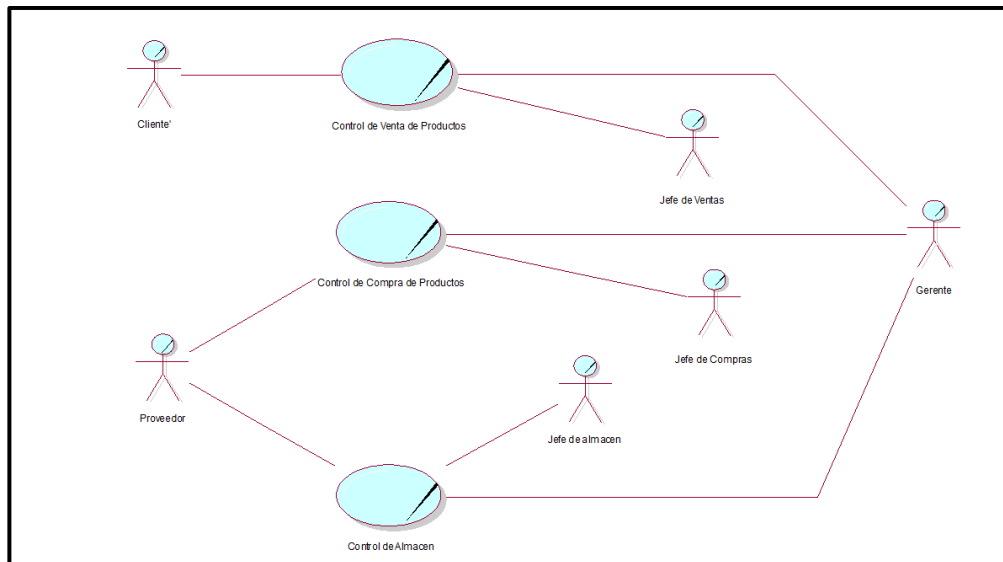 Cliente'
Control de Venta de Productos
Jefe de Ventas
Control de Compra de Productos
Gerente
Jefe de Compras
Proveedor
Jefe de almacen
Control de Almacen